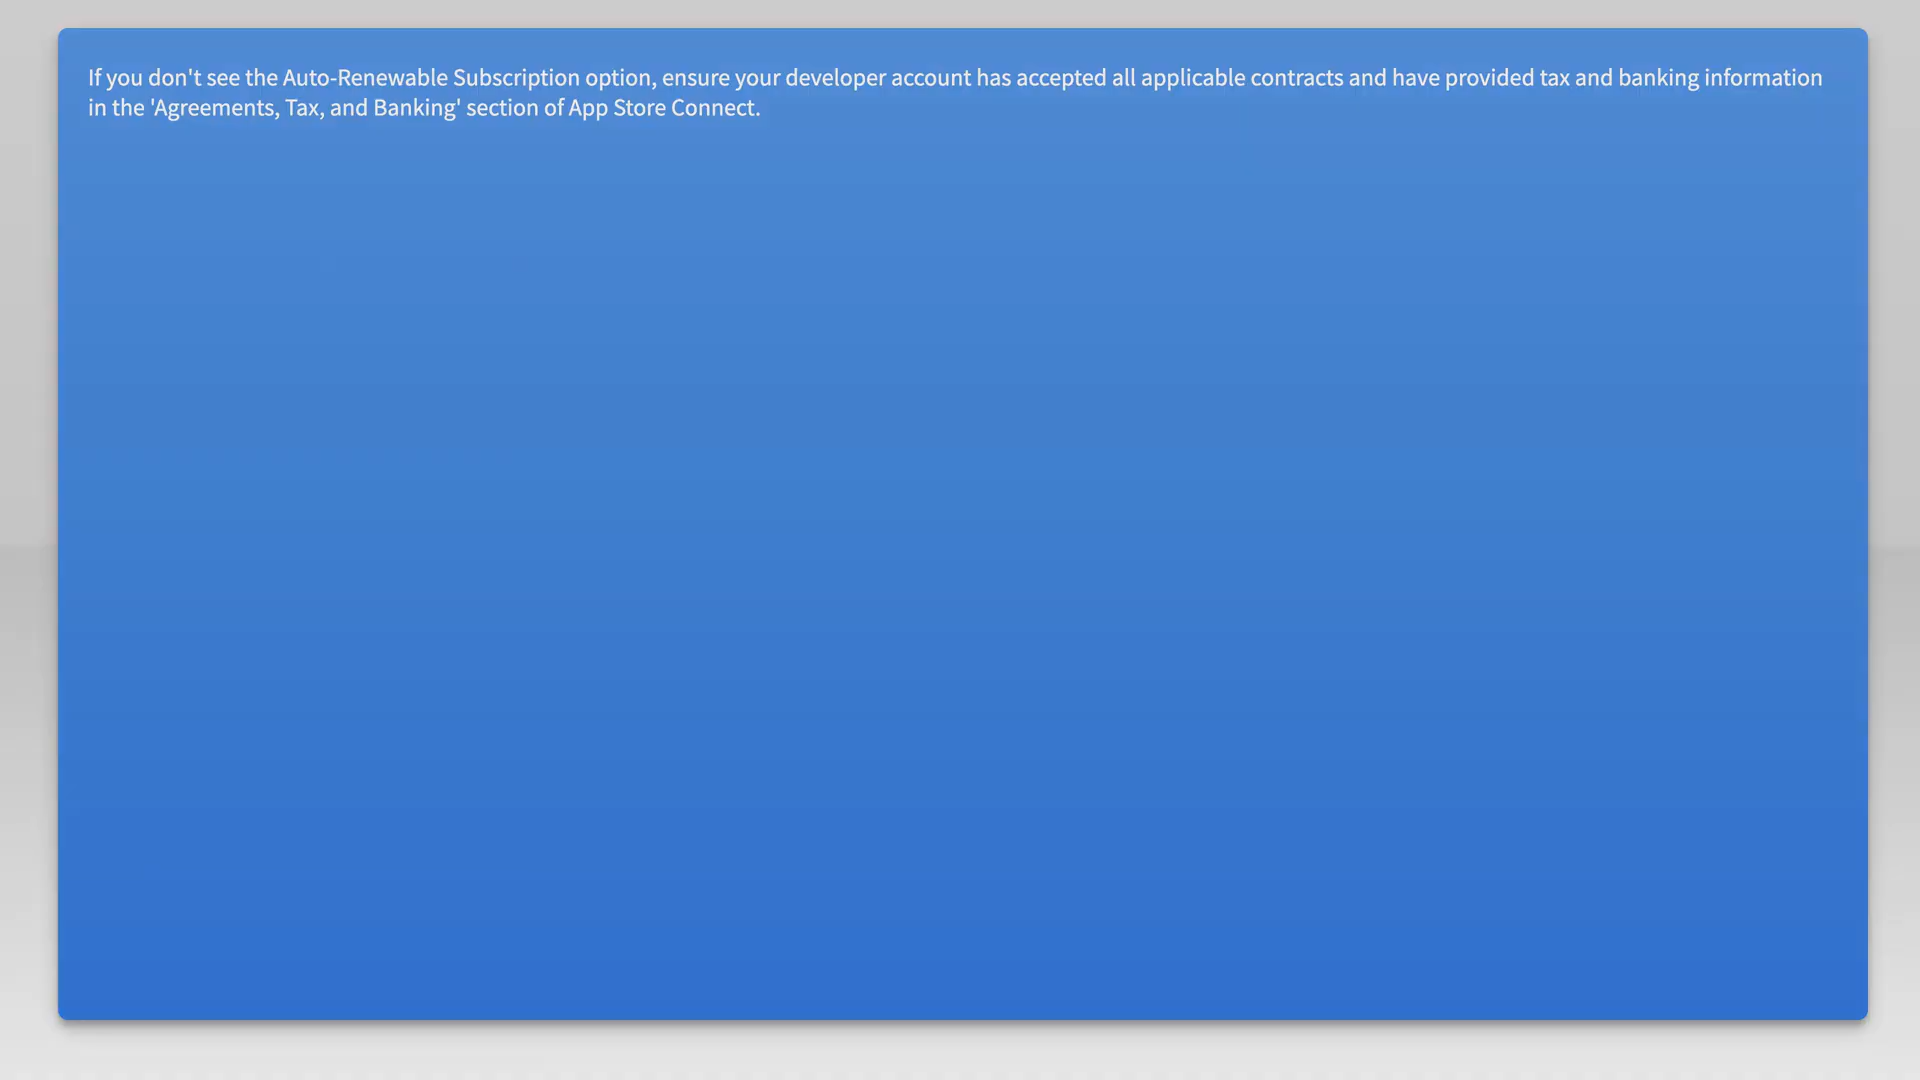 If you don't see the Auto-Renewable Subscription option, ensure your developer account has accepted all applicable contracts and have provided tax and banking information
in the 'Agreements, Tax, and Banking' section of App Store Connect.